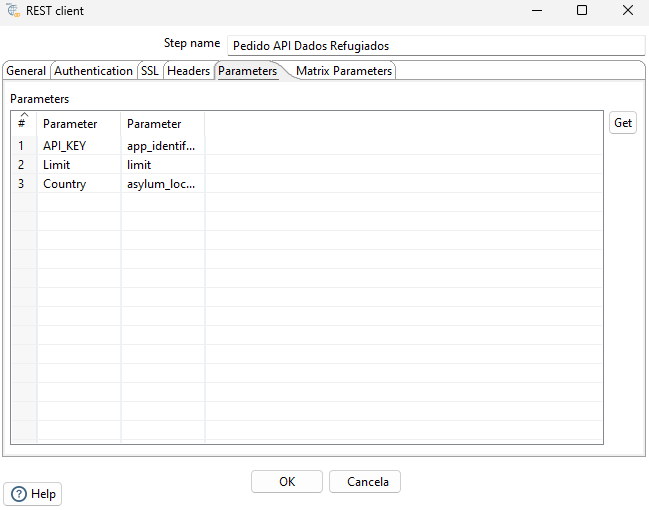 REST client
Step name Pedido API Dados Refugiados
General Authentication SSL Headers Parameters Matrix Parameters
Parameters
# Parameter Parameter
1 API_KEY app_identif...
2 Limit limit
3 Country asylum_loc...
Get
OK Cancela
Help